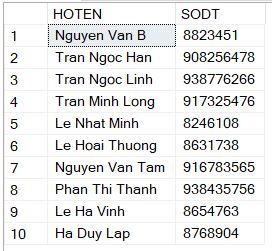 HOTEN SODT
1 Nguyen Van B 8823451
2 Tran Ngoc Han 908256478
3 Tran Ngoc Linh 938776266
4 Tran Minh Long 917325476
5 Le Nhat Minh 8246108
6 Le Hoai Thuong 8631738
7 Nguyen Van Tam 916783565
8 Phan Thi Thanh 938435756
9 Le Ha Vinh 8654763
10 Ha Duy Lap 8768904